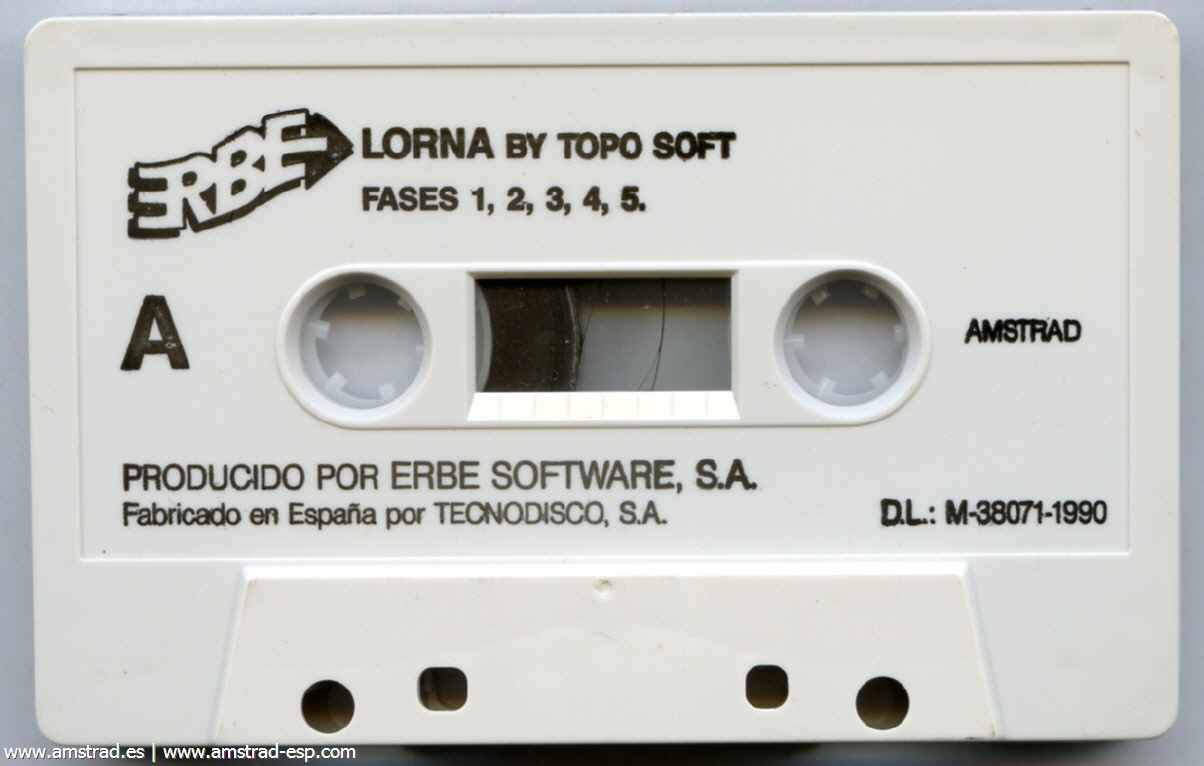 ERBE
LORNA BY TOPO SOFT
FASES 1, 2, 3, 4, 5.
A
AMSTRAD
PRODUCIDO POR ERBE SOFTWARE, S.A.
Fabricado en España por TECNODISCO, S.A.
D.L.: M-38071-1990
www.amstrad.es | www.amstrad-esp.com